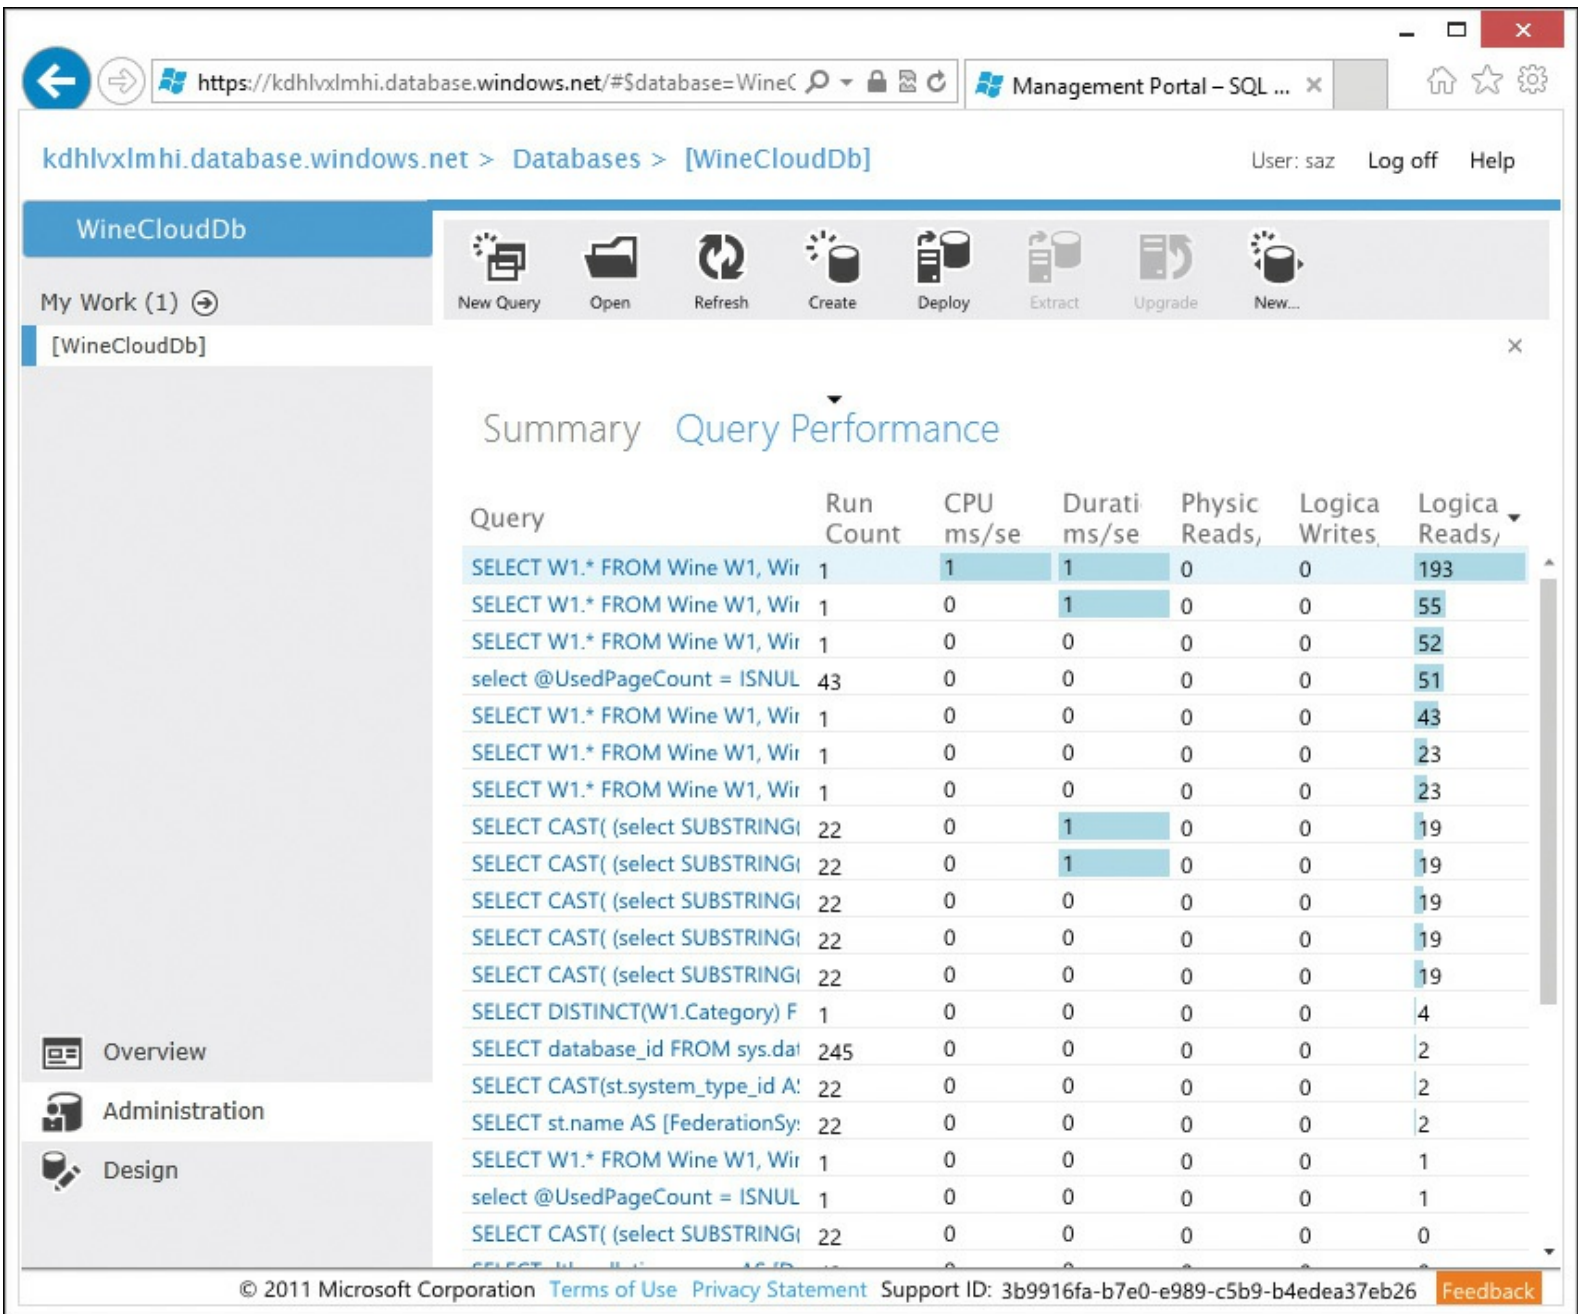 https://kdhlvxlmhi.database.windows.net/#$database=WineC
Management Portal – SQL ...
kdhlvxlmhi.database.windows.net > Databases > [WineCloudDb]
User: saz Log off Help
WineCloudDb
New Query Open Refresh Create Deploy Extract Upgrade New...
My Work (1)
[WineCloudDb]
Summary Query Performance
Query Run Count CPU ms/se Durati ms/se Physic Reads, Logica Writes, Logica Reads,
SELECT W1.* FROM Wine W1, Wir 1 1 1 0 0 193
SELECT W1.* FROM Wine W1, Wir 1 0 1 0 0 55
SELECT W1.* FROM Wine W1, Wir 1 0 0 0 0 52
select @UsedPageCount = ISNUL 43 0 0 0 0 51
SELECT W1.* FROM Wine W1, Wir 1 0 0 0 0 43
SELECT W1.* FROM Wine W1, Wir 1 0 0 0 0 23
SELECT W1.* FROM Wine W1, Wir 1 0 0 0 0 23
SELECT CAST( (select SUBSTRING( 22 0 1 0 0 19
SELECT CAST( (select SUBSTRING( 22 0 1 0 0 19
SELECT CAST( (select SUBSTRING( 22 0 0 0 0 19
SELECT CAST( (select SUBSTRING( 22 0 0 0 0 19
SELECT CAST( (select SUBSTRING( 22 0 0 0 0 19
SELECT DISTINCT(W1.Category) F 1 0 0 0 0 4
SELECT database_id FROM sys.dat 245 0 0 0 0 2
SELECT CAST(st.system_type_id AS 22 0 0 0 0 2
SELECT st.name AS [FederationSys 22 0 0 0 0 2
SELECT W1.* FROM Wine W1, Wir 1 0 0 0 0 1
select @UsedPageCount = ISNUL 1 0 0 0 0 1
SELECT CAST( (select SUBSTRING( 22 0 0 0 0 0
Overview
Administration
Design
© 2011 Microsoft Corporation Terms of Use Privacy Statement Support ID: 3b9916fa-b7e0-e989-c5b9-b4edea37eb26 Feedback